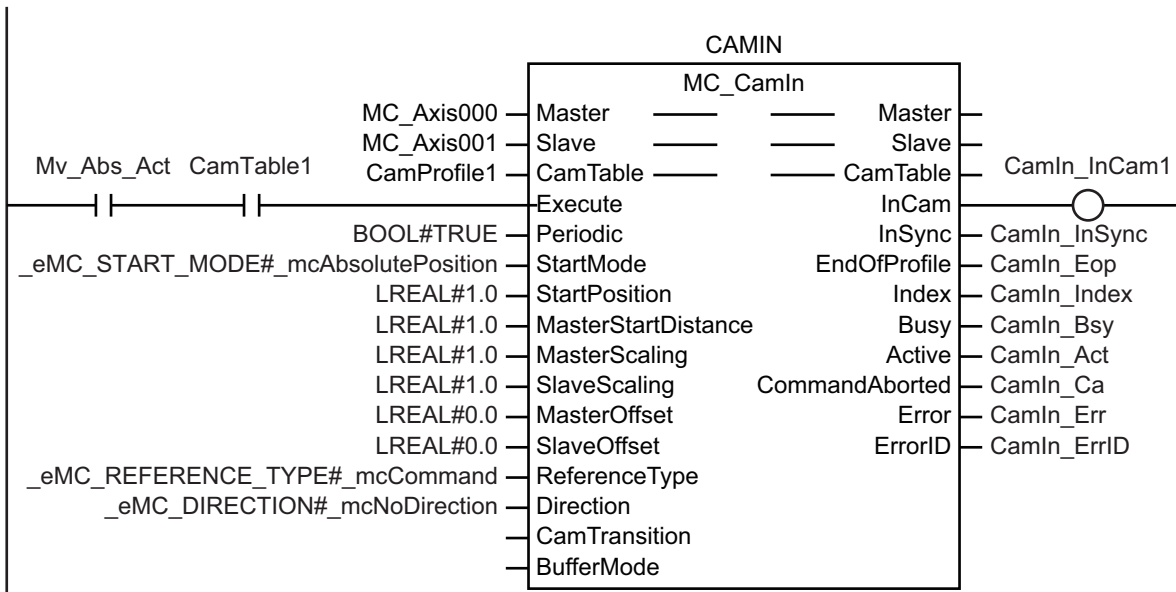 CAMIN
MC_CamIn
MC_Axis000 Master Master
MC_Axis001 Slave Slave
Mv_Abs_Act CamTable1 CamProfile1 CamTable CamTable CamIn_InCam1
Execute InCam
BOOL#TRUE Periodic InSync CamIn_InSync
_eMC_START_MODE#_mcAbsolutePosition StartMode EndOfProfile CamIn_Eop
LREAL#1.0 StartPosition Index CamIn_Index
LREAL#1.0 MasterStartDistance Busy CamIn_Bsy
LREAL#1.0 MasterScaling Active CamIn_Act
LREAL#1.0 SlaveScaling CommandAborted CamIn_Ca
LREAL#0.0 MasterOffset Error CamIn_Err
LREAL#0.0 SlaveOffset ErrorID CamIn_ErrID
_eMC_REFERENCE_TYPE#_mcCommand ReferenceType
_eMC_DIRECTION#_mcNoDirection Direction
CamTransition
BufferMode